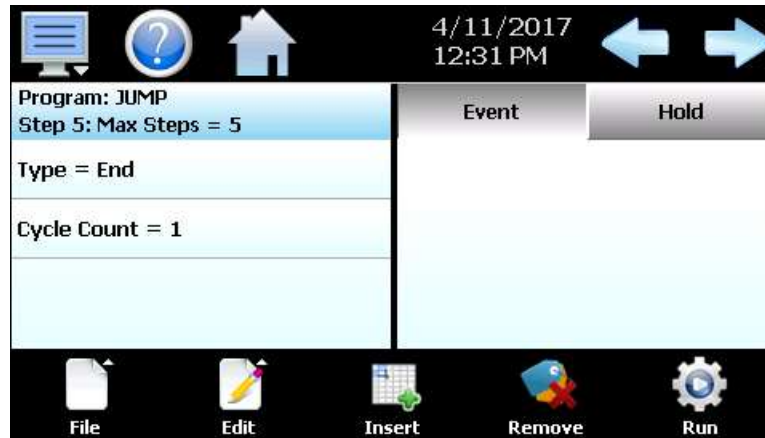 4/11/2017
12:31 PM
Program: JUMP
Step 5: Max Steps = 5
Type = End
Cycle Count = 1
Event
Hold
File
Edit
Insert
Remove
Run